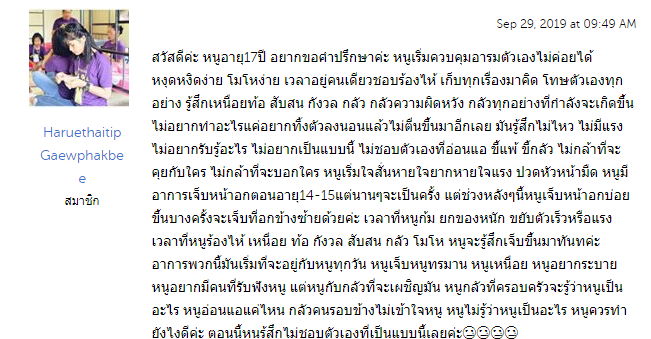 Sep 29, 2019 at 09:49 AM
Haruethaitip
Gaewphakbe
e
สมาชิก
สวัสดีค่ะ หนูอายุ17ปี อยากขอคำปรึกษาค่ะ หนูเริ่มควบคุมอารมตัวเองไม่ค่อยได้
หงุดหงิดง่าย โมโหง่าย เวลาอยู่คนเดียวชอบร้องไห้ เก็บทุกเรื่องมาคิด โทษตัวเองทุก
อย่าง รู้สึกเหนื่อยท้อ สับสน กังวล กลัว กลัวความผิดหวัง กลัวทุกอย่างที่กำลังจะเกิดขึ้น
ไม่อยากทำอะไรแค่อยากทิ้งตัวลงนอนแล้วไม่ตื่นขึ้นมาอีกเลย มันรู้สึกไม่ไหว ไม่มีแรง
ไม่อยากรับรู้อะไร ไม่อยากเป็นแบบนี้ ไม่ชอบตัวเองที่อ่อนแอ ขี้แพ้ ขี้กลัว ไม่กล้าที่จะ
คุยกับใคร ไม่กล้าที่จะบอกใคร หนูเริ่มใจสั่นหายใจยากหายใจแรง ปวดหัวหน้ามืด หนูมี
อาการเจ็บหน้าอกตอนอายุ14-15แต่นานๆจะเป็นครั้ง แต่ช่วงหลังๆนี้หนูเจ็บหน้าอกบ่อย
ขึ้นบางครั้งจะเจ็บที่อกข้างซ้ายด้วยค่ะ เวลาที่หนูก้ม ยกของหนัก ขยับตัวเร็วหรือแรง
เวลาที่หนูร้องไห้ เหนื่อย ท้อ กังวล สับสน กลัว โมโห หนูจะรู้สึกเจ็บขึ้นมาทันทค่ะ
อาการพวกนี้มันเริ่มที่จะอยู่กับหนูทุกวัน หนูเจ็บหนูทรมาน หนูเหนื่อย หนูอยากระบาย
หนูอยากมีคนที่รับฟังหนู แต่หนูกับกลัวที่จะเผชิญมัน หนูกลัวที่ครอบครัวจะรู้ว่าหนูเป็น
อะไร หนูอ่อนแอแค่ไหน กลัวคนรอบข้างไม่เข้าใจหนู หนูไม่รู้ว่าหนูเป็นอะไร หนูควรทำ
ยังไงดีค่ะ ตอนนี้หนรู้สึกไม่ชอบตัวเองที่เป็นแบบนี้เลยค่ะ